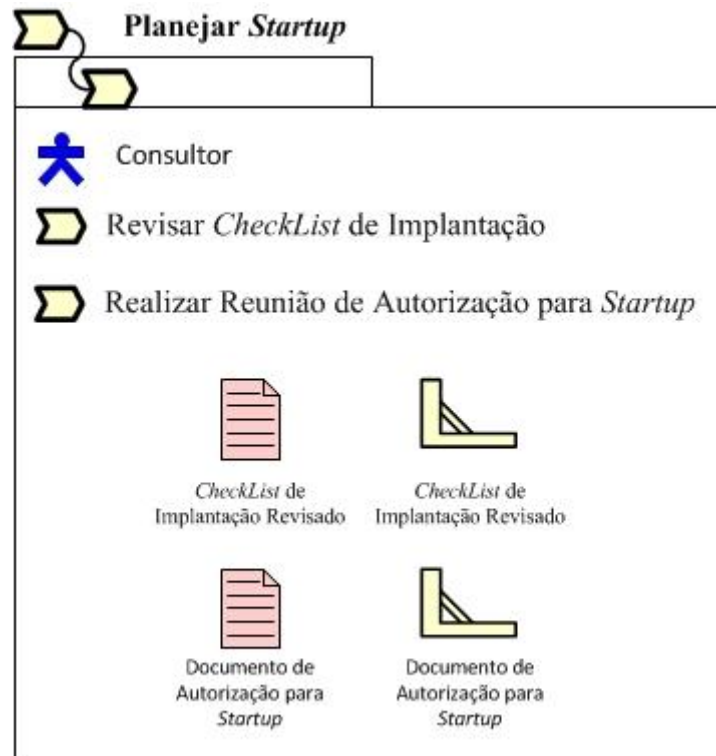 Planejar Startup
Consultor
Revisar CheckList de Implantação
Realizar Reunião de Autorização para Startup
CheckList de
Implantação Revisado
CheckList de
Implantação Revisado
Documento de
Autorização para
Startup
Documento de
Autorização para
Startup